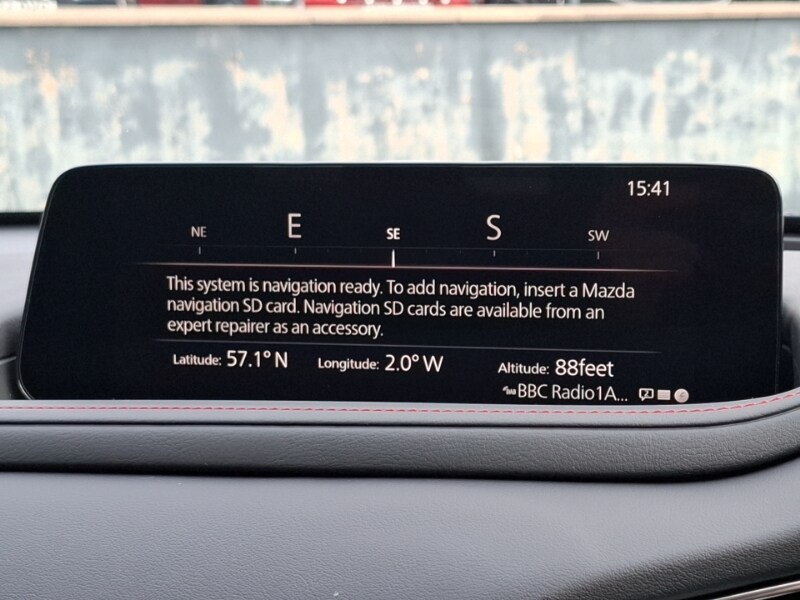 15:41
NE E SE S SW
This system is navigation ready. To add navigation, insert a Mazda
navigation SD card. Navigation SD cards are available from an
expert repairer as an accessory.
Latitude: 57.1° N Longitude: 2.0° W Altitude: 88feet
BBC Radio1A...